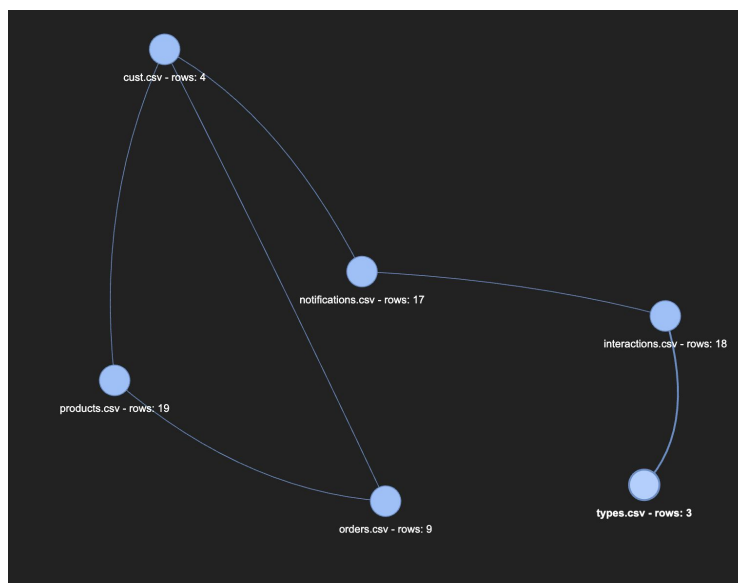 cust.csv - rows: 4
notifications.csv - rows: 17
interactions.csv - rows: 18
products.csv - rows: 19
types.csv - rows: 3
orders.csv - rows: 9